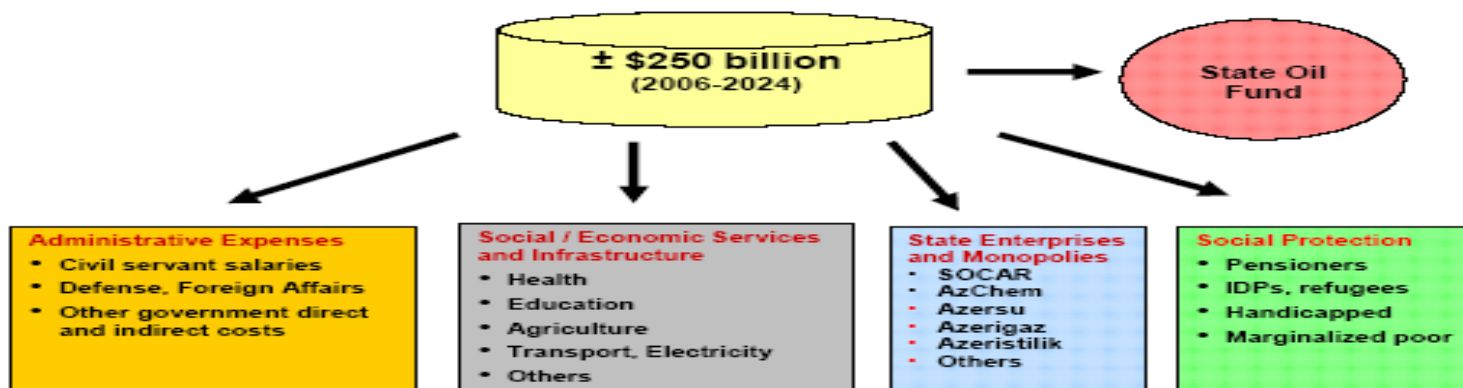 ± $250 billion
(2006-2024)
State Oil
Fund
Administrative Expenses
• Civil servant salaries
• Defense, Foreign Affairs
• Other government direct
and indirect costs
Social / Economic Services
and Infrastructure
• Health
• Education
• Agriculture
• Transport, Electricity
• Others
State Enterprises
and Monopolies
• SOCAR
• AzChem
• Azersu
• Azerigaz
• Azeristilik
• Others
Social Protection
• Pensioners
• IDPs, refugees
• Handicapped
• Marginalized poor